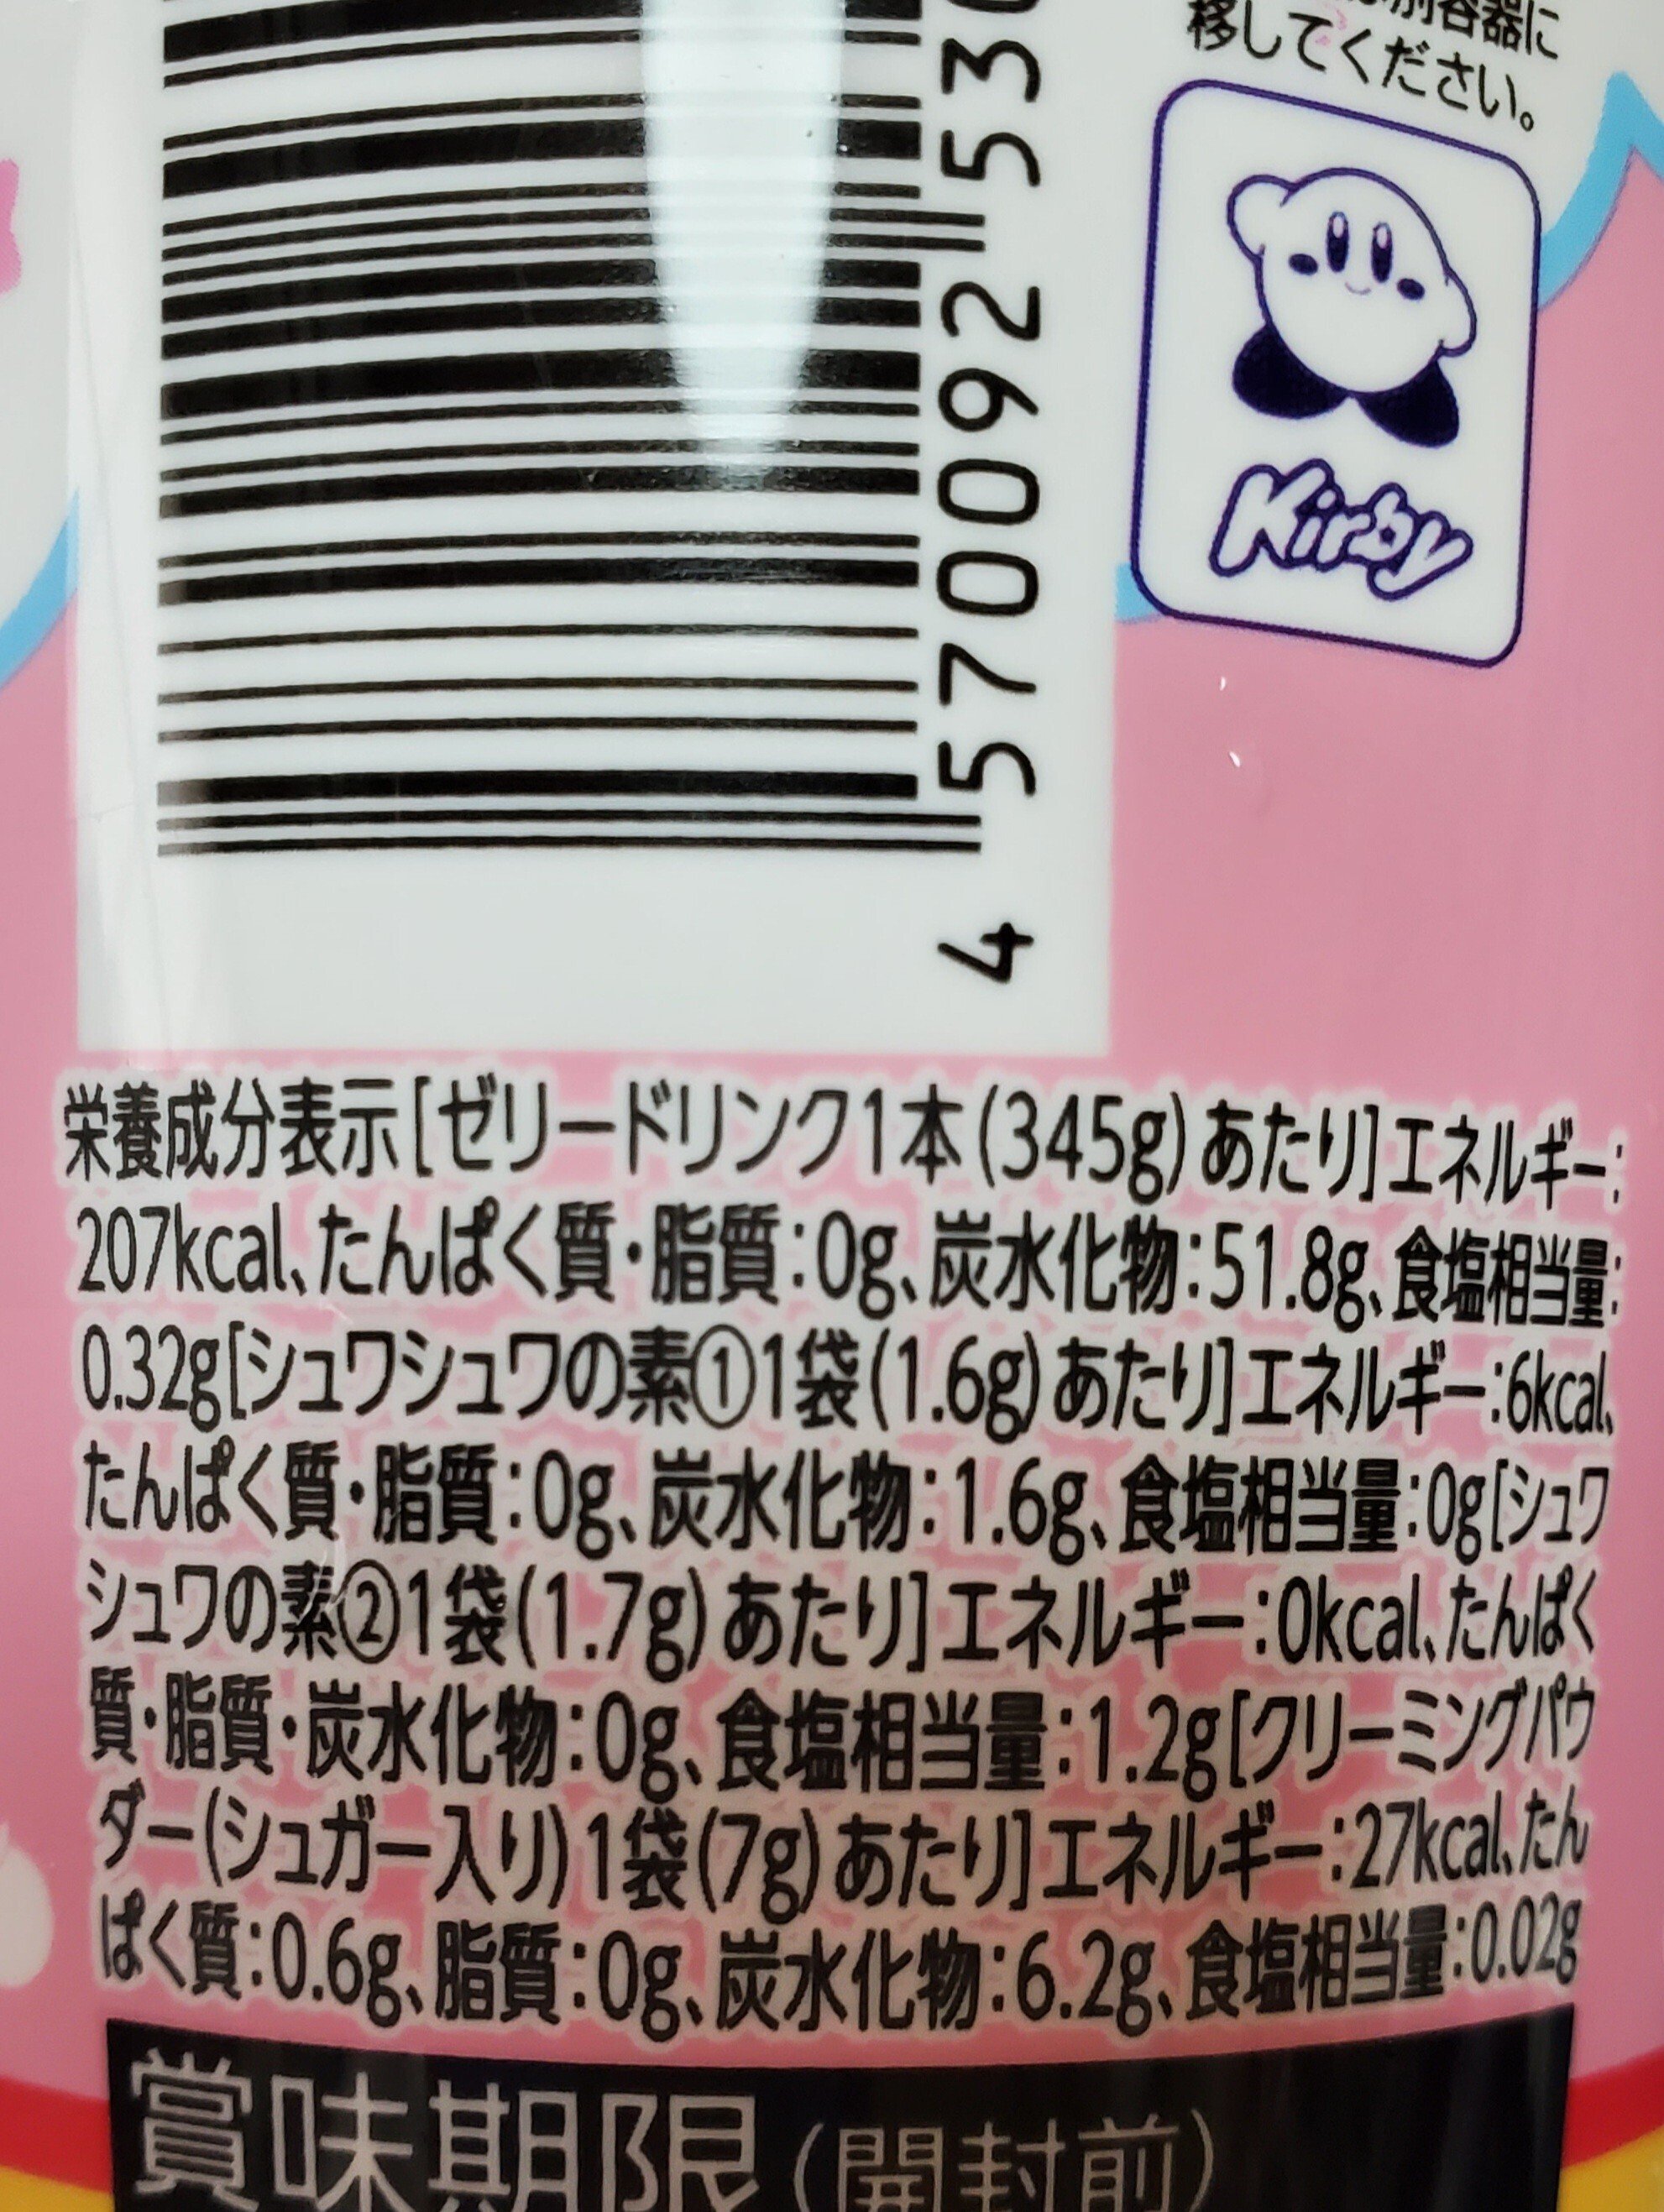 別容器に
移してください。
Kirby
4 570092 530
栄養成分表示[ゼリードリンク1本(345g)あたり]エネルギー:
207kcal、たんぱく質・脂質:0g、炭水化物:51.8g、食塩相当量:
0.32g[シュワシュワの素①1袋(1.6g)あたり]エネルギー:6kcal、
たんぱく質・脂質:0g、炭水化物:1.6g、食塩相当量:0g[シュワ
シュワの素②1袋(1.7g)あたり]エネルギー:0kcal、たんぱく
質・脂質・炭水化物:0g、食塩相当量:1.2g[クリーミングパウ
ダー(シュガー入り)1袋(7g)あたり]エネルギー:27kcal、たん
ぱく質:0.6g、脂質:0g、炭水化物:6.2g、食塩相当量:0.02g
賞味期限(開封前)